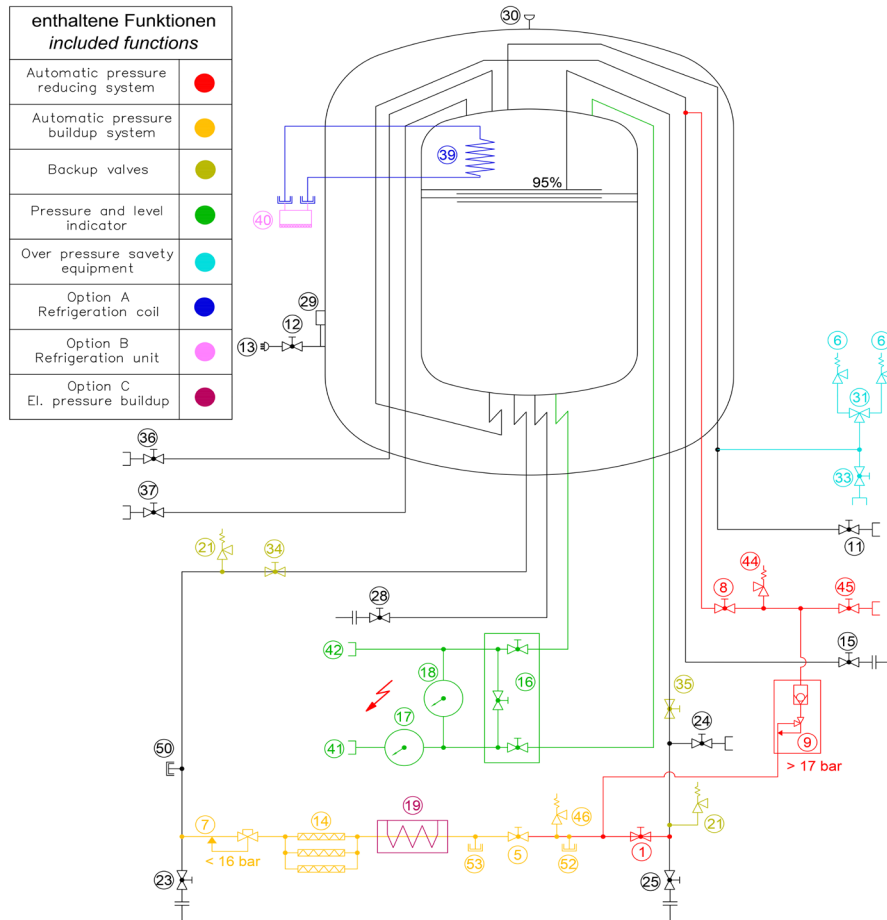 enthaltene Funktionen
included functions
Automatic pressure
reducing system
Automatic pressure
buildup system
Backup valves
Pressure and level
indicator
Over pressure savety
equipment
Option A
Refrigeration coil
Option B
Refrigeration unit
Option C
El. pressure buildup
30
39
95%
40
29
12
13
6
6
31
33
36
37
11
21
34
44
8
45
28
15
42
18
16
35
17
24
9
41
50
> 17 bar
7
14
19
46
21
< 16 bar
53
5
52
1
23
25